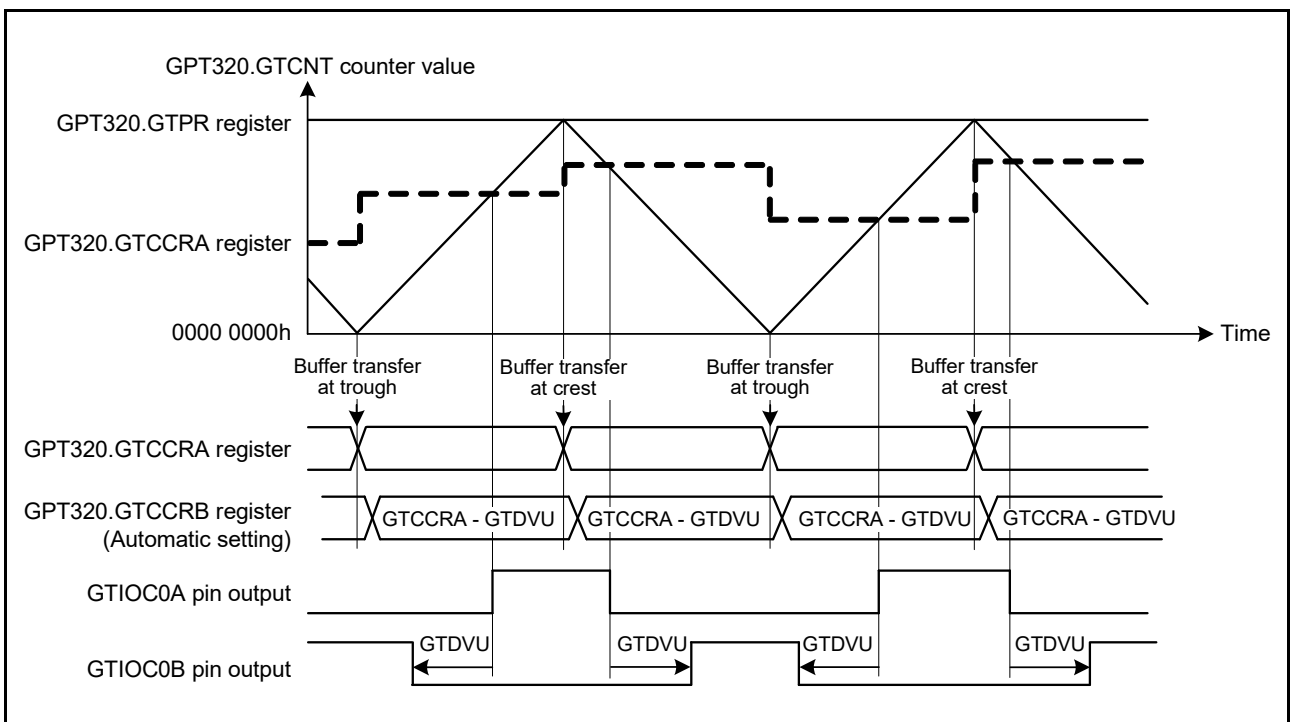 GPT320.GTCNT counter value
GPT320.GTPR register
GPT320.GTCCRA register
0000 0000h
Time
Buffer transfer
at trough
Buffer transfer
at crest
Buffer transfer
at trough
Buffer transfer
at crest
GPT320.GTCCRA register
GPT320.GTCCRB register
(Automatic setting)
GTCCRA - GTDVU
GTCCRA - GTDVU
GTCCRA - GTDVU
GTCCRA - GTDVU
GTIOC0A pin output
GTIOC0B pin output
GTDVU
GTDVU
GTDVU
GTDVU